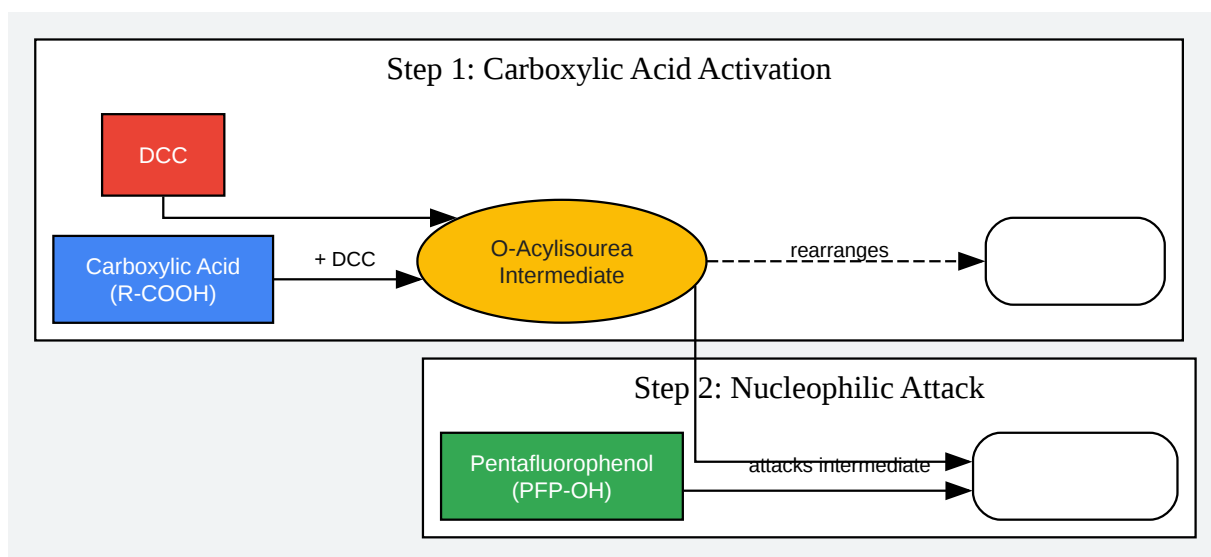 Step 1: Carboxylic Acid Activation
DCC
Carboxylic Acid
(R-COOH)
+ DCC
O-Acylisourea
Intermediate
rearranges
Step 2: Nucleophilic Attack
Pentafluorophenol
(PFP-OH)
attacks intermediate